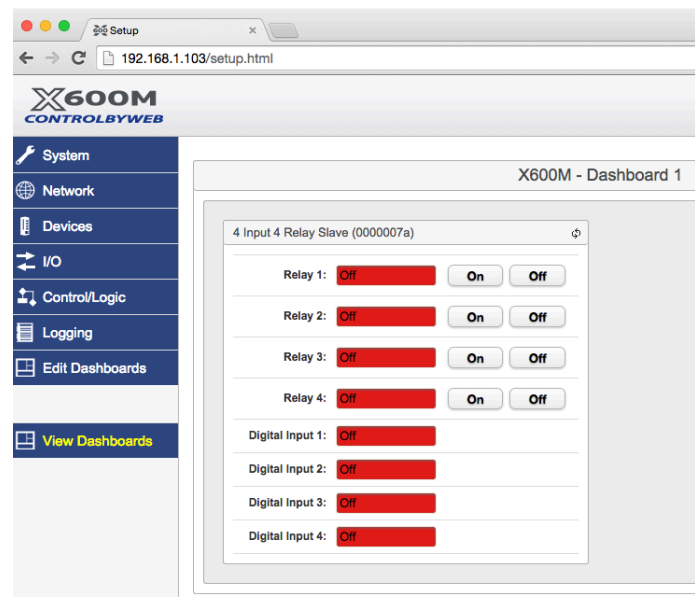 Setup
192.168.1.103/setup.html
X600M
CONTROLBYWEB
System
Network
Devices
I/O
Control/Logic
Logging
Edit Dashboards
View Dashboards
X600M - Dashboard 1
4 Input 4 Relay Slave (0000007a)
Relay 1: Off On Off
Relay 2: Off On Off
Relay 3: Off On Off
Relay 4: Off On Off
Digital Input 1: Off
Digital Input 2: Off
Digital Input 3: Off
Digital Input 4: Off